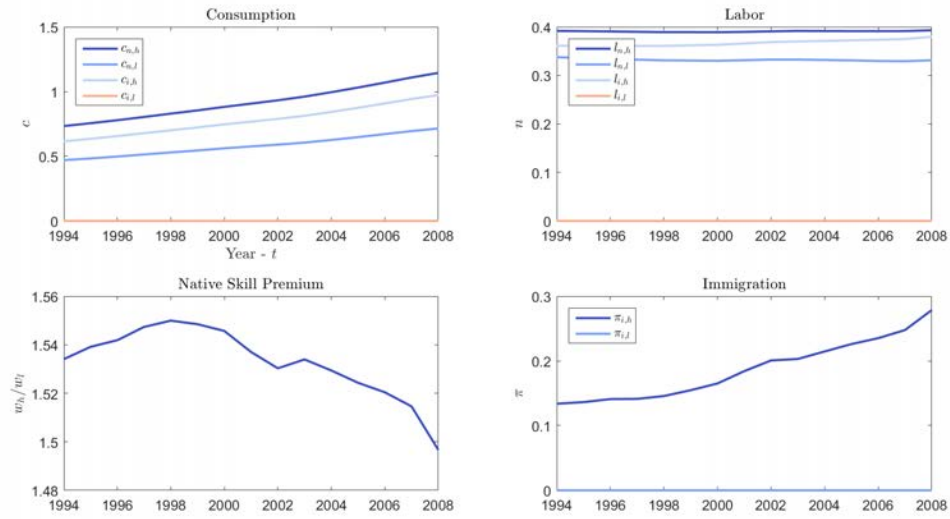 Consumption
1.5
1
0.5
0
c
c_{n,h}
c_{n,l}
c_{i,h}
c_{i,l}
1994 1996 1998 2000 2002 2004 2006 2008
Year - t
Labor
0.4
0.3
0.2
0.1
0
n
l_{n,h}
l_{n,l}
l_{i,h}
l_{i,l}
1994 1996 1998 2000 2002 2004 2006 2008
Native Skill Premium
1.56
1.54
1.52
1.5
1.48
w_h/w_l
1994 1996 1998 2000 2002 2004 2006 2008
Immigration
0.3
0.2
0.1
0
π̄
π_{i,h}
π_{i,l}
1994 1996 1998 2000 2002 2004 2006 2008